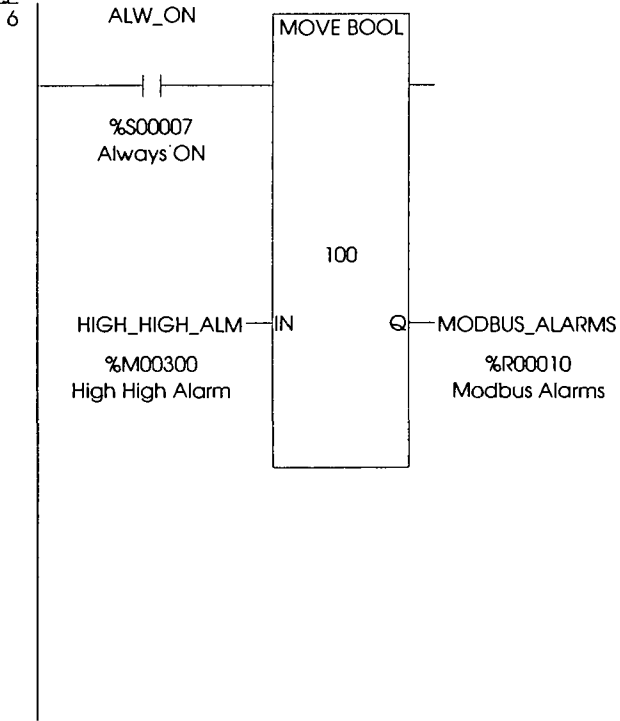 6
ALW_ON
MOVE BOOL
%S00007
Always ON
100
HIGH_HIGH_ALM
IN
Q
MODBUS_ALARMS
%M00300
%R00010
High High Alarm
Modbus Alarms